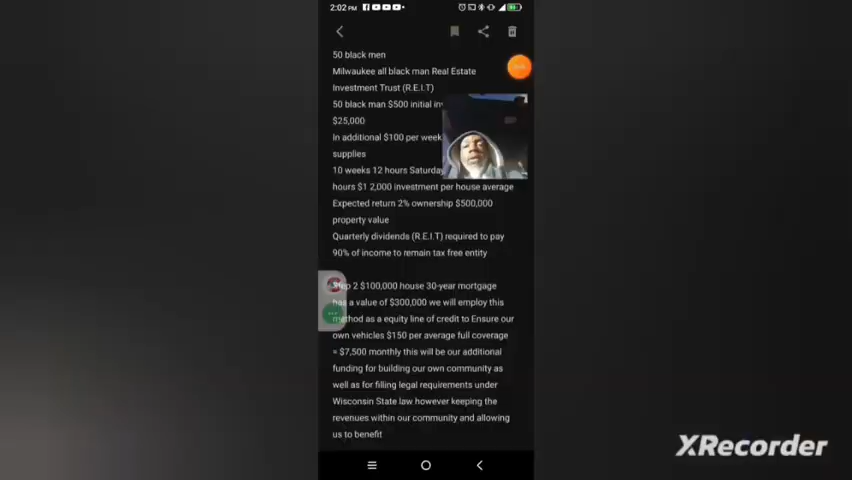 2:02 PM
50 black men
Milwaukee all black man Real Estate
Investment Trust (R.E.I.T)
50 black man $500 initial
$25,000
In additional $100 per week
supplies
10 weeks 12 hours Saturday
hours $1 2,000 investment per house average
Expected return 2% ownership $500,000
property value
Quarterly dividends (R.E.I.T) required to pay
90% of income to remain tax free entity
Step 2 $100,000 house 30-year mortgage
has a value of $300,000 we will employ this
method as a equity line of credit to Ensure our
own vehicles $150 per average full coverage
= $7,500 monthly this will be our additional
funding for building our own community as
well as for filling legal requirements under
Wisconsin State law however keeping the
revenues within our community and allowing
us to benefit
XRecorder